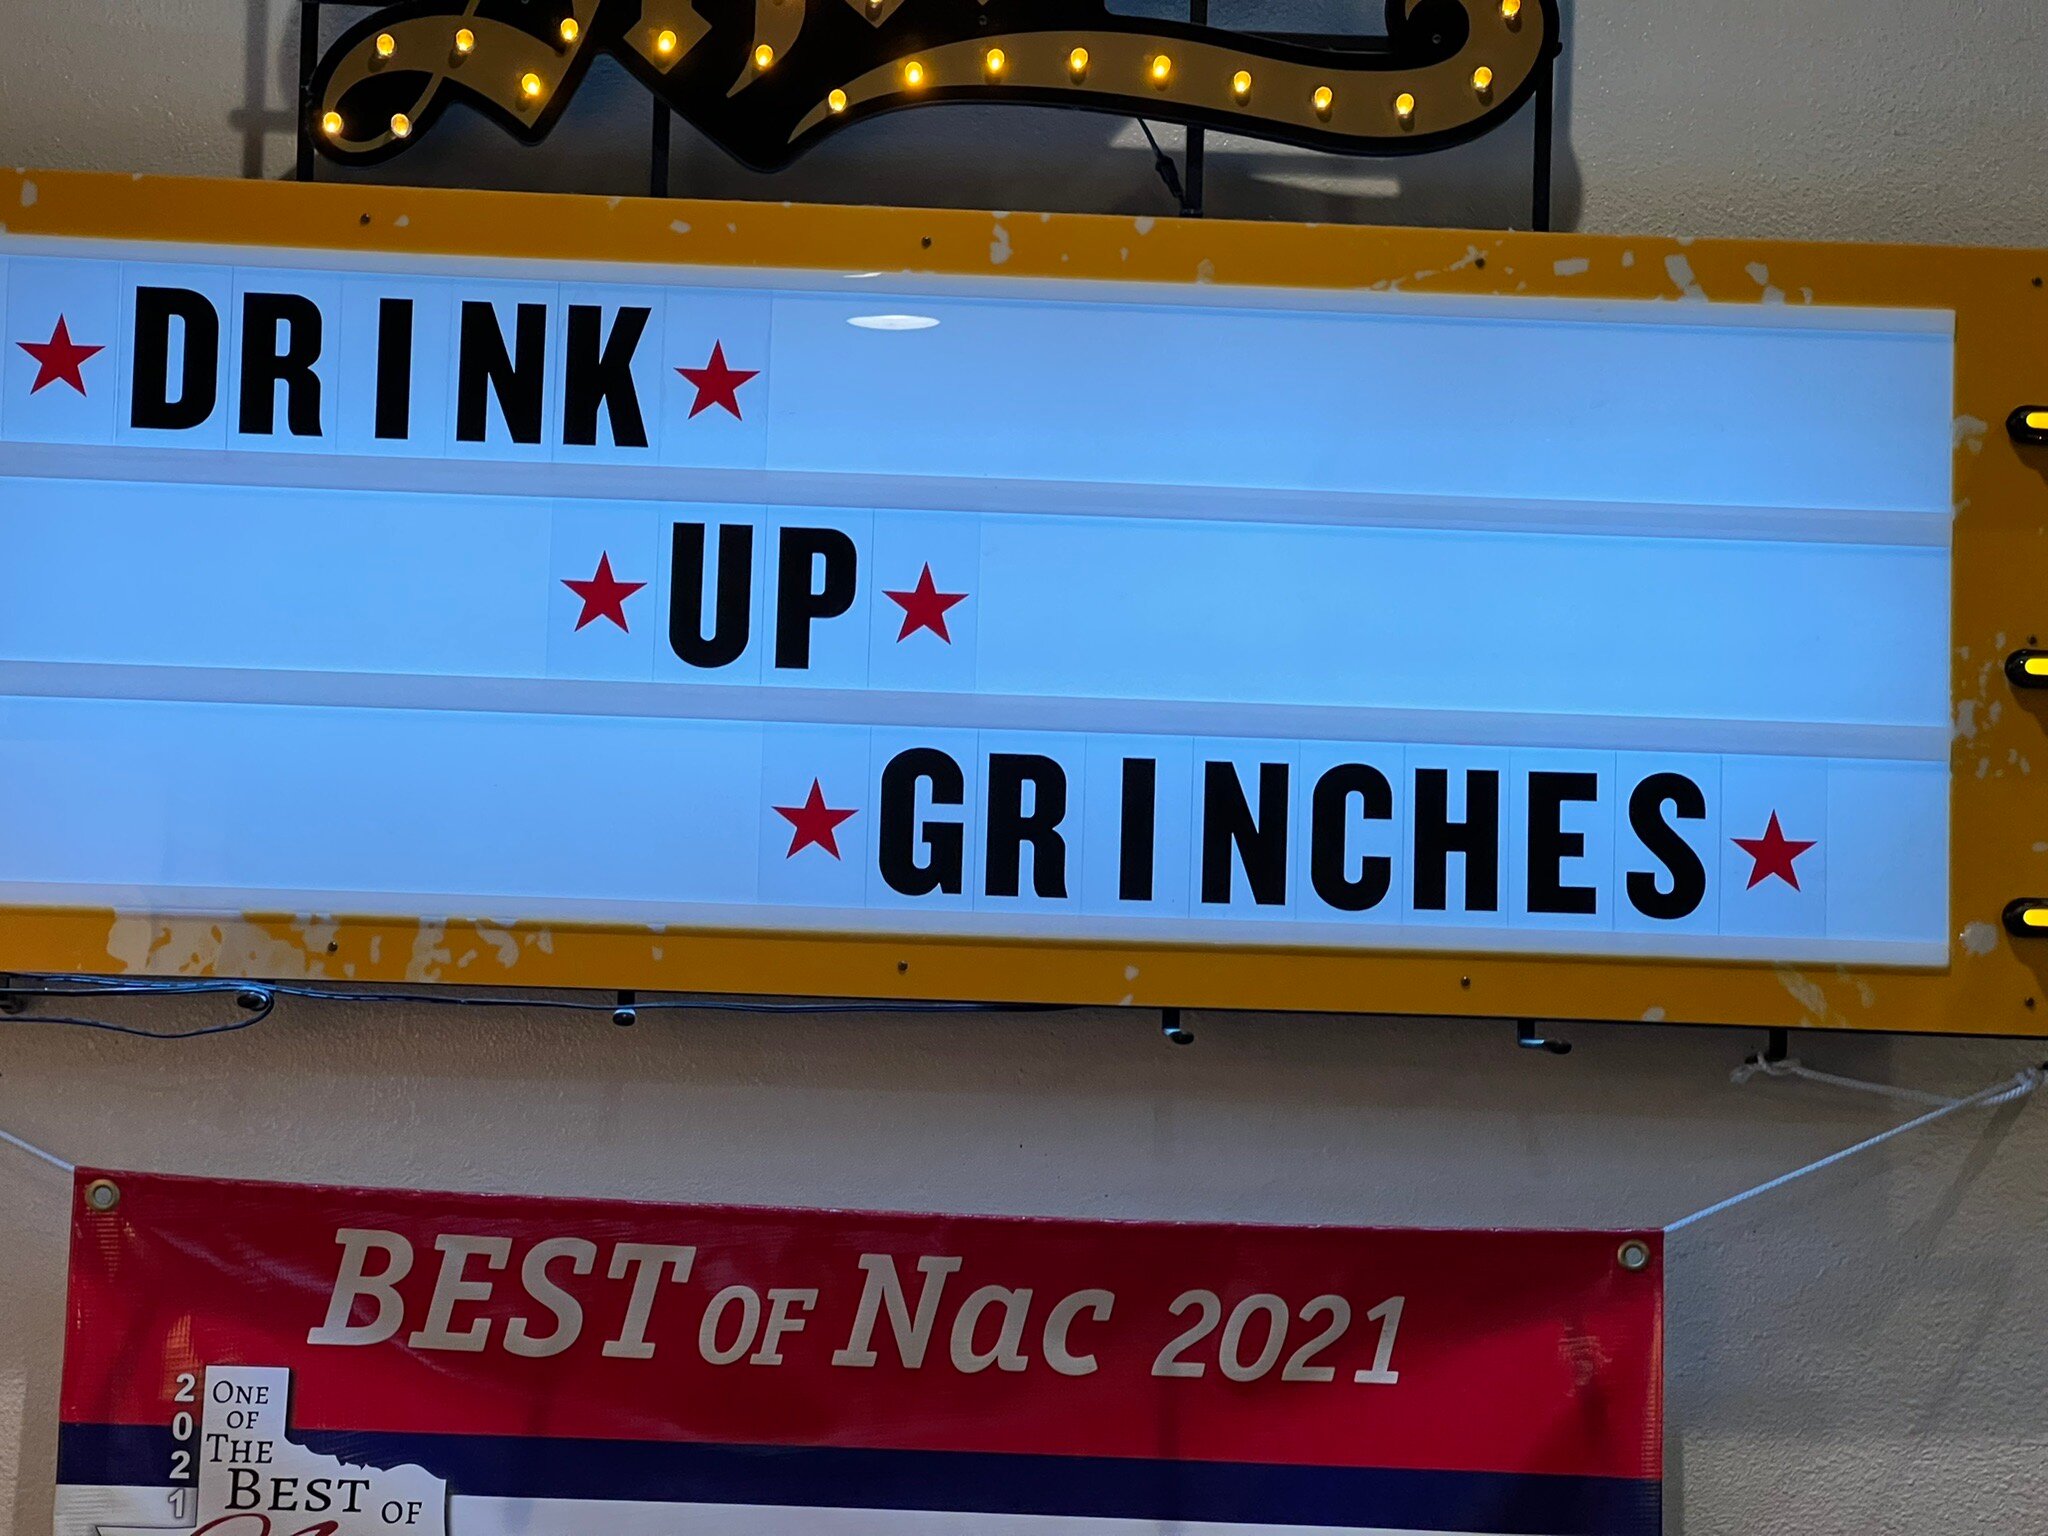 ★DRINK★
★UP★
★GRINCHES★
BEST OF Nac 2021
2021
ONE
OF
THE
BEST OF